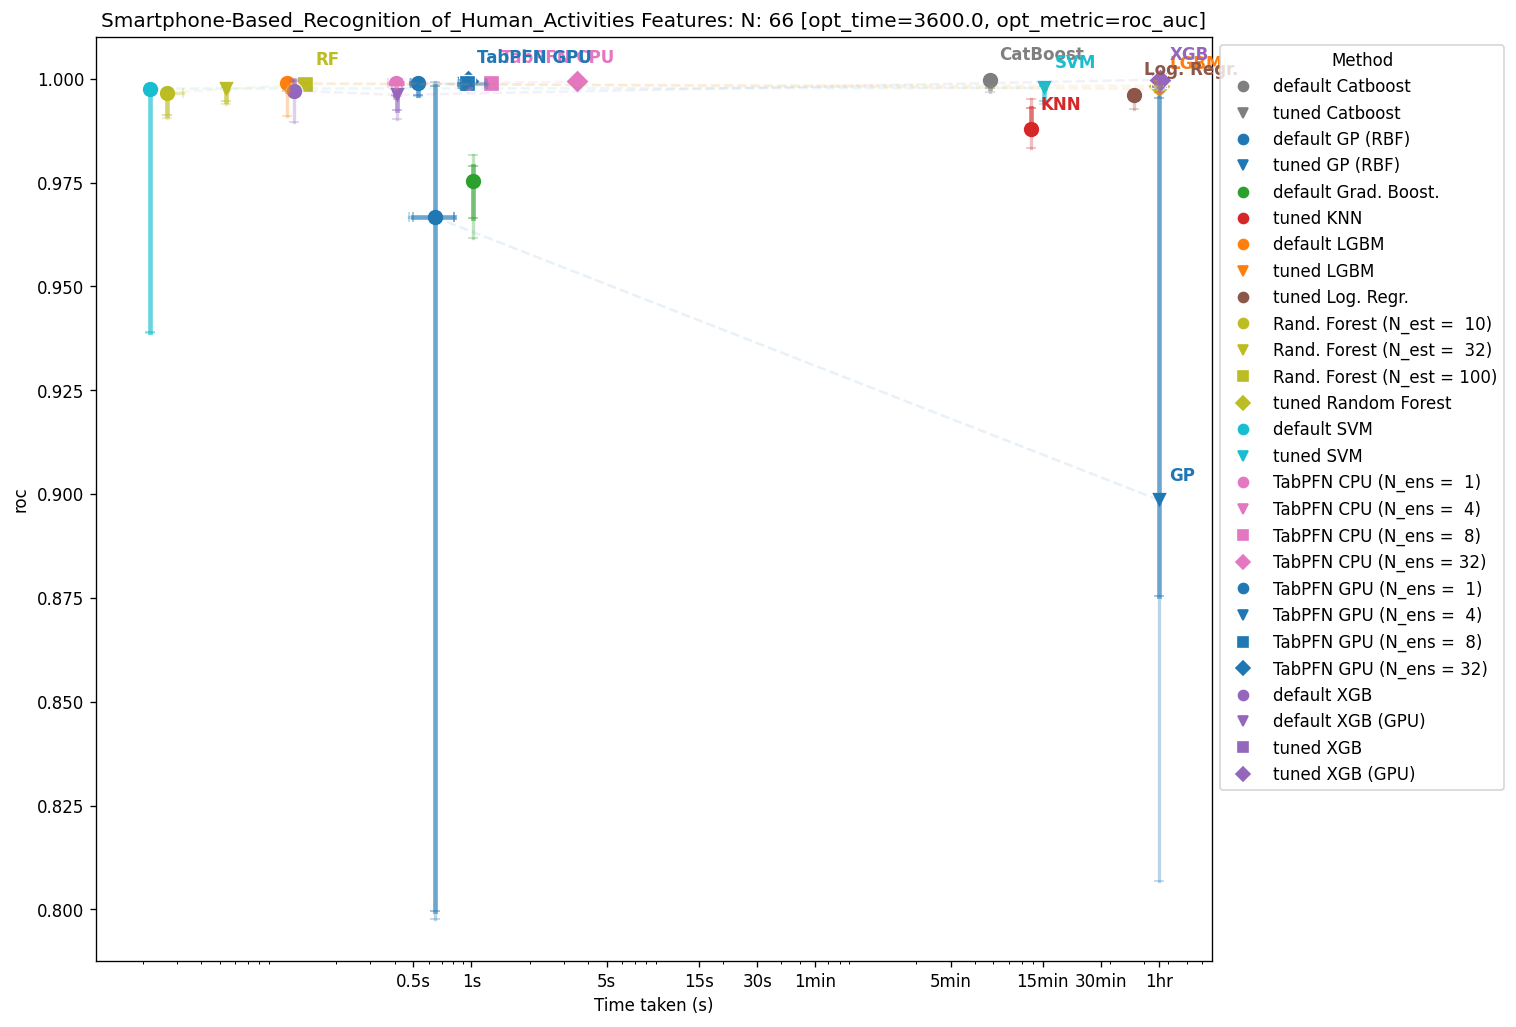 Smartphone-Based_Recognition_of_Human_Activities Features: N: 66 [opt_time=3600.0, opt_metric=roc_auc]
RF
TabPFN GPU
TabPFN CPU
CatBoost
SVM
XGB
LGBM
Log. Regr.
KNN
GP
roc
1.000
0.975
0.950
0.925
0.900
0.875
0.850
0.825
0.800
0.5s 1s 5s 15s 30s 1min 5min 15min 30min 1hr
Time taken (s)
Method
default Catboost
tuned Catboost
default GP (RBF)
tuned GP (RBF)
default Grad. Boost.
tuned KNN
default LGBM
tuned LGBM
tuned Log. Regr.
Rand. Forest (N_est = 10)
Rand. Forest (N_est = 32)
Rand. Forest (N_est = 100)
tuned Random Forest
default SVM
tuned SVM
TabPFN CPU (N_ens = 1)
TabPFN CPU (N_ens = 4)
TabPFN CPU (N_ens = 8)
TabPFN CPU (N_ens = 32)
TabPFN GPU (N_ens = 1)
TabPFN GPU (N_ens = 4)
TabPFN GPU (N_ens = 8)
TabPFN GPU (N_ens = 32)
default XGB
default XGB (GPU)
tuned XGB
tuned XGB (GPU)